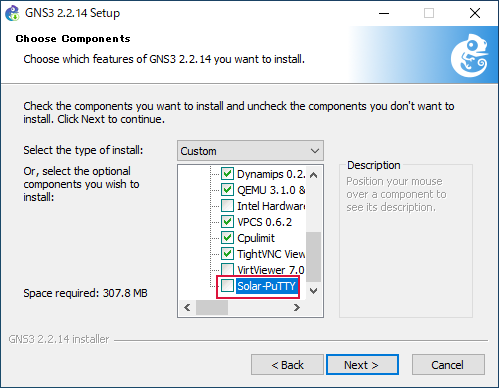 GNS3 2.2.14 Setup
Choose Components
Choose which features of GNS3 2.2.14 you want to install.
Check the components you want to install and uncheck the components you don't want to
install. Click Next to continue.
Select the type of install:
Custom
Or, select the optional
components you wish to
install:
Dynamips 0.2.
QEMU 3.1.0 &
Intel Hardware
VPCS 0.6.2
Cpulimit
TightVNC View
VirtViewer 7.0
Solar-PuTTY
Description
Position your mouse
over a component to
see its description.
Space required: 307.8 MB
GNS3 2.2.14 installer
< Back
Next >
Cancel